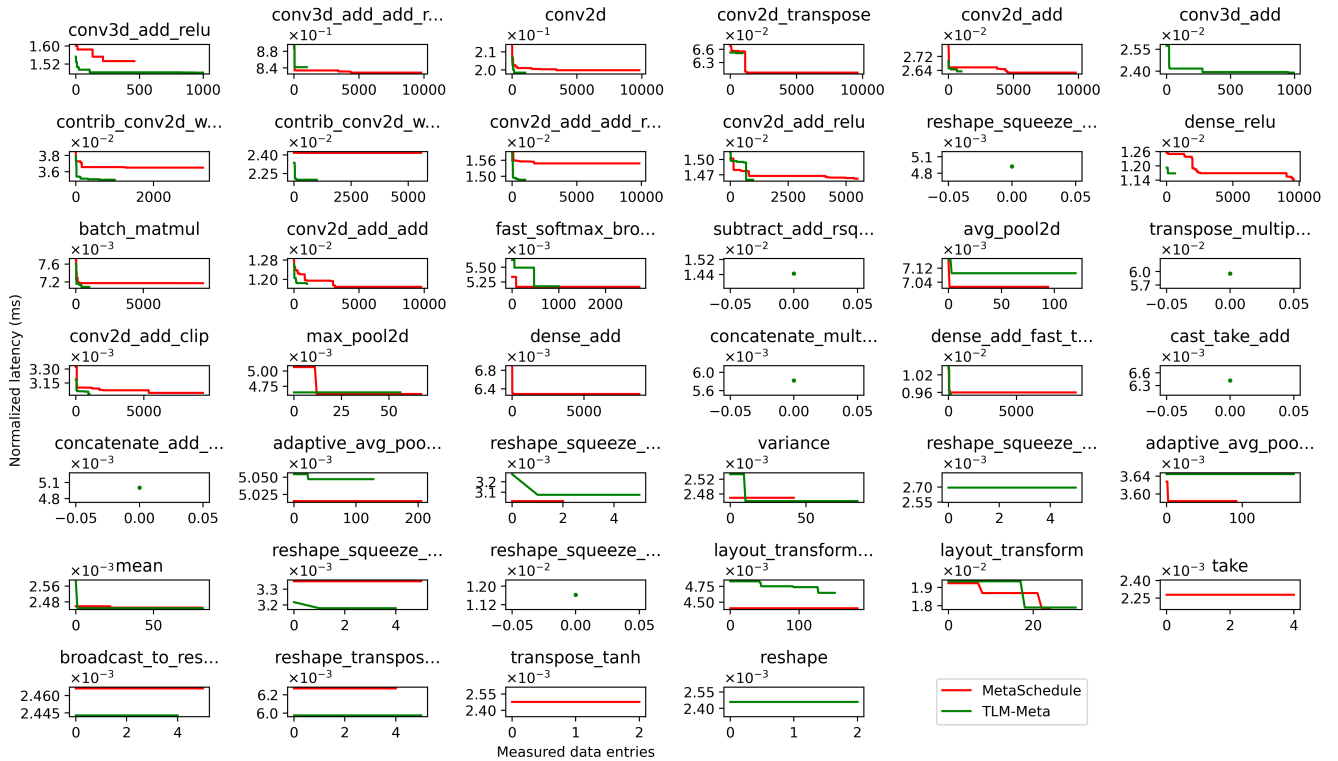 conv3d_add_relu
1.60
1.52
0 500 1000
conv3d_add_add_r...
×10⁻¹
8.8
8.4
0 5000 10000
conv2d
×10⁻¹
2.1
2.0
0 5000 10000
conv2d_transpose
×10⁻²
6.6
6.3
0 5000 10000
conv2d_add
×10⁻²
2.72
2.64
0 5000 10000
conv3d_add
×10⁻²
2.55
2.40
0 500 1000
contrib_conv2d_w...
×10⁻²
3.8
3.6
0 2000
contrib_conv2d_w...
×10⁻²
2.40
2.25
0 2500 5000
conv2d_add_add_r...
×10⁻²
1.56
1.50
0 5000 10000
conv2d_add_relu
×10⁻²
1.50
1.47
0 2000 4000
reshape_squeeze_...
×10⁻³
5.1
4.8
−0.05 0.00 0.05
dense_relu
×10⁻²
1.26
1.20
1.14
0 5000 10000
batch_matmul
×10⁻³
7.6
7.2
0 5000
conv2d_add_add
×10⁻²
1.28
1.20
0 5000 10000
fast_softmax_bro...
×10⁻³
5.50
5.25
0 1000 2000
subtract_add_rsq...
×10⁻²
1.52
1.44
−0.05 0.00 0.05
avg_pool2d
×10⁻³
7.12
7.04
0 50 100
transpose_multip...
×10⁻²
6.0
5.7
−0.05 0.00 0.05
Normalized latency (ms)
conv2d_add_clip
×10⁻³
3.30
3.15
0 5000
max_pool2d
×10⁻³
5.00
4.75
0 25 50
dense_add
×10⁻³
6.8
6.4
0 5000
concatenate_mult...
×10⁻³
6.0
5.6
−0.05 0.00 0.05
dense_add_fast_t...
×10⁻²
1.02
0.96
0 5000
cast_take_add
×10⁻³
6.6
6.3
−0.05 0.00 0.05
concatenate_add_...
×10⁻³
5.1
4.8
−0.05 0.00 0.05
adaptive_avg_poo...
×10⁻³
5.050
5.025
0 100 200
reshape_squeeze_...
×10⁻³
3.2
3.1
0 2 4
variance
×10⁻³
2.52
2.48
0 50
reshape_squeeze_...
×10⁻³
2.70
2.55
0 2 4
adaptive_avg_poo...
×10⁻³
3.64
3.60
0 100
mean
×10⁻³
2.56
2.48
0 50
reshape_squeeze_...
×10⁻³
3.3
3.2
0 2 4
reshape_squeeze_...
×10⁻²
1.20
1.12
−0.05 0.00 0.05
layout_transform...
×10⁻³
4.75
4.50
0 100
layout_transform
×10⁻²
1.9
1.8
0 20
take
×10⁻³
2.40
2.25
0 2 4
broadcast_to_res...
×10⁻³
2.460
2.445
0 2 4
reshape_transpos...
×10⁻³
6.2
6.0
0 2 4
transpose_tanh
×10⁻³
2.55
2.40
0 1 2
reshape
×10⁻³
2.55
2.40
0 1 2
MetaSchedule
TLM-Meta
Measured data entries